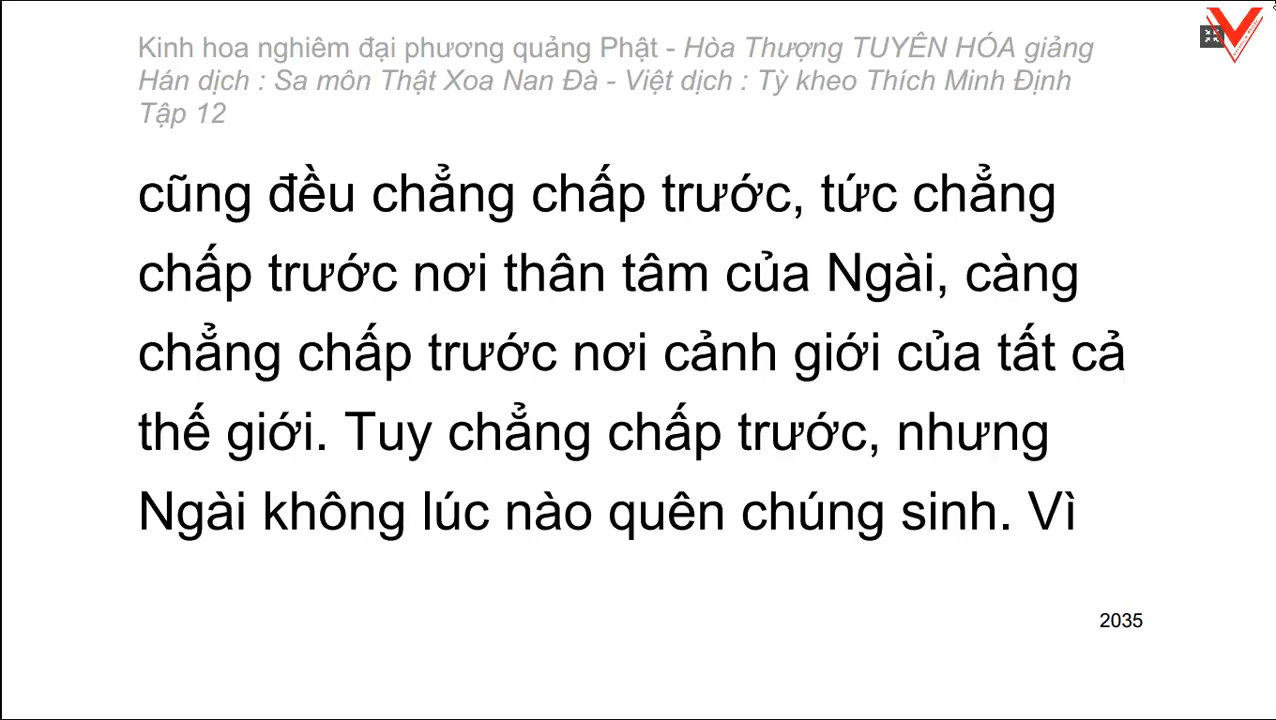 Kinh hoa nghiêm đại phương quảng Phật - Hòa Thượng TUYÊN HÓA giảng
Hán dịch : Sa môn Thật Xoa Nan Đà - Việt dịch : Tỳ kheo Thích Minh Định
Tập 12
cũng đều chẳng chấp trước, tức chẳng
chấp trước nơi thân tâm của Ngài, càng
chẳng chấp trước nơi cảnh giới của tất cả
thế giới. Tuy chẳng chấp trước, nhưng
Ngài không lúc nào quên chúng sinh. Vì
2035